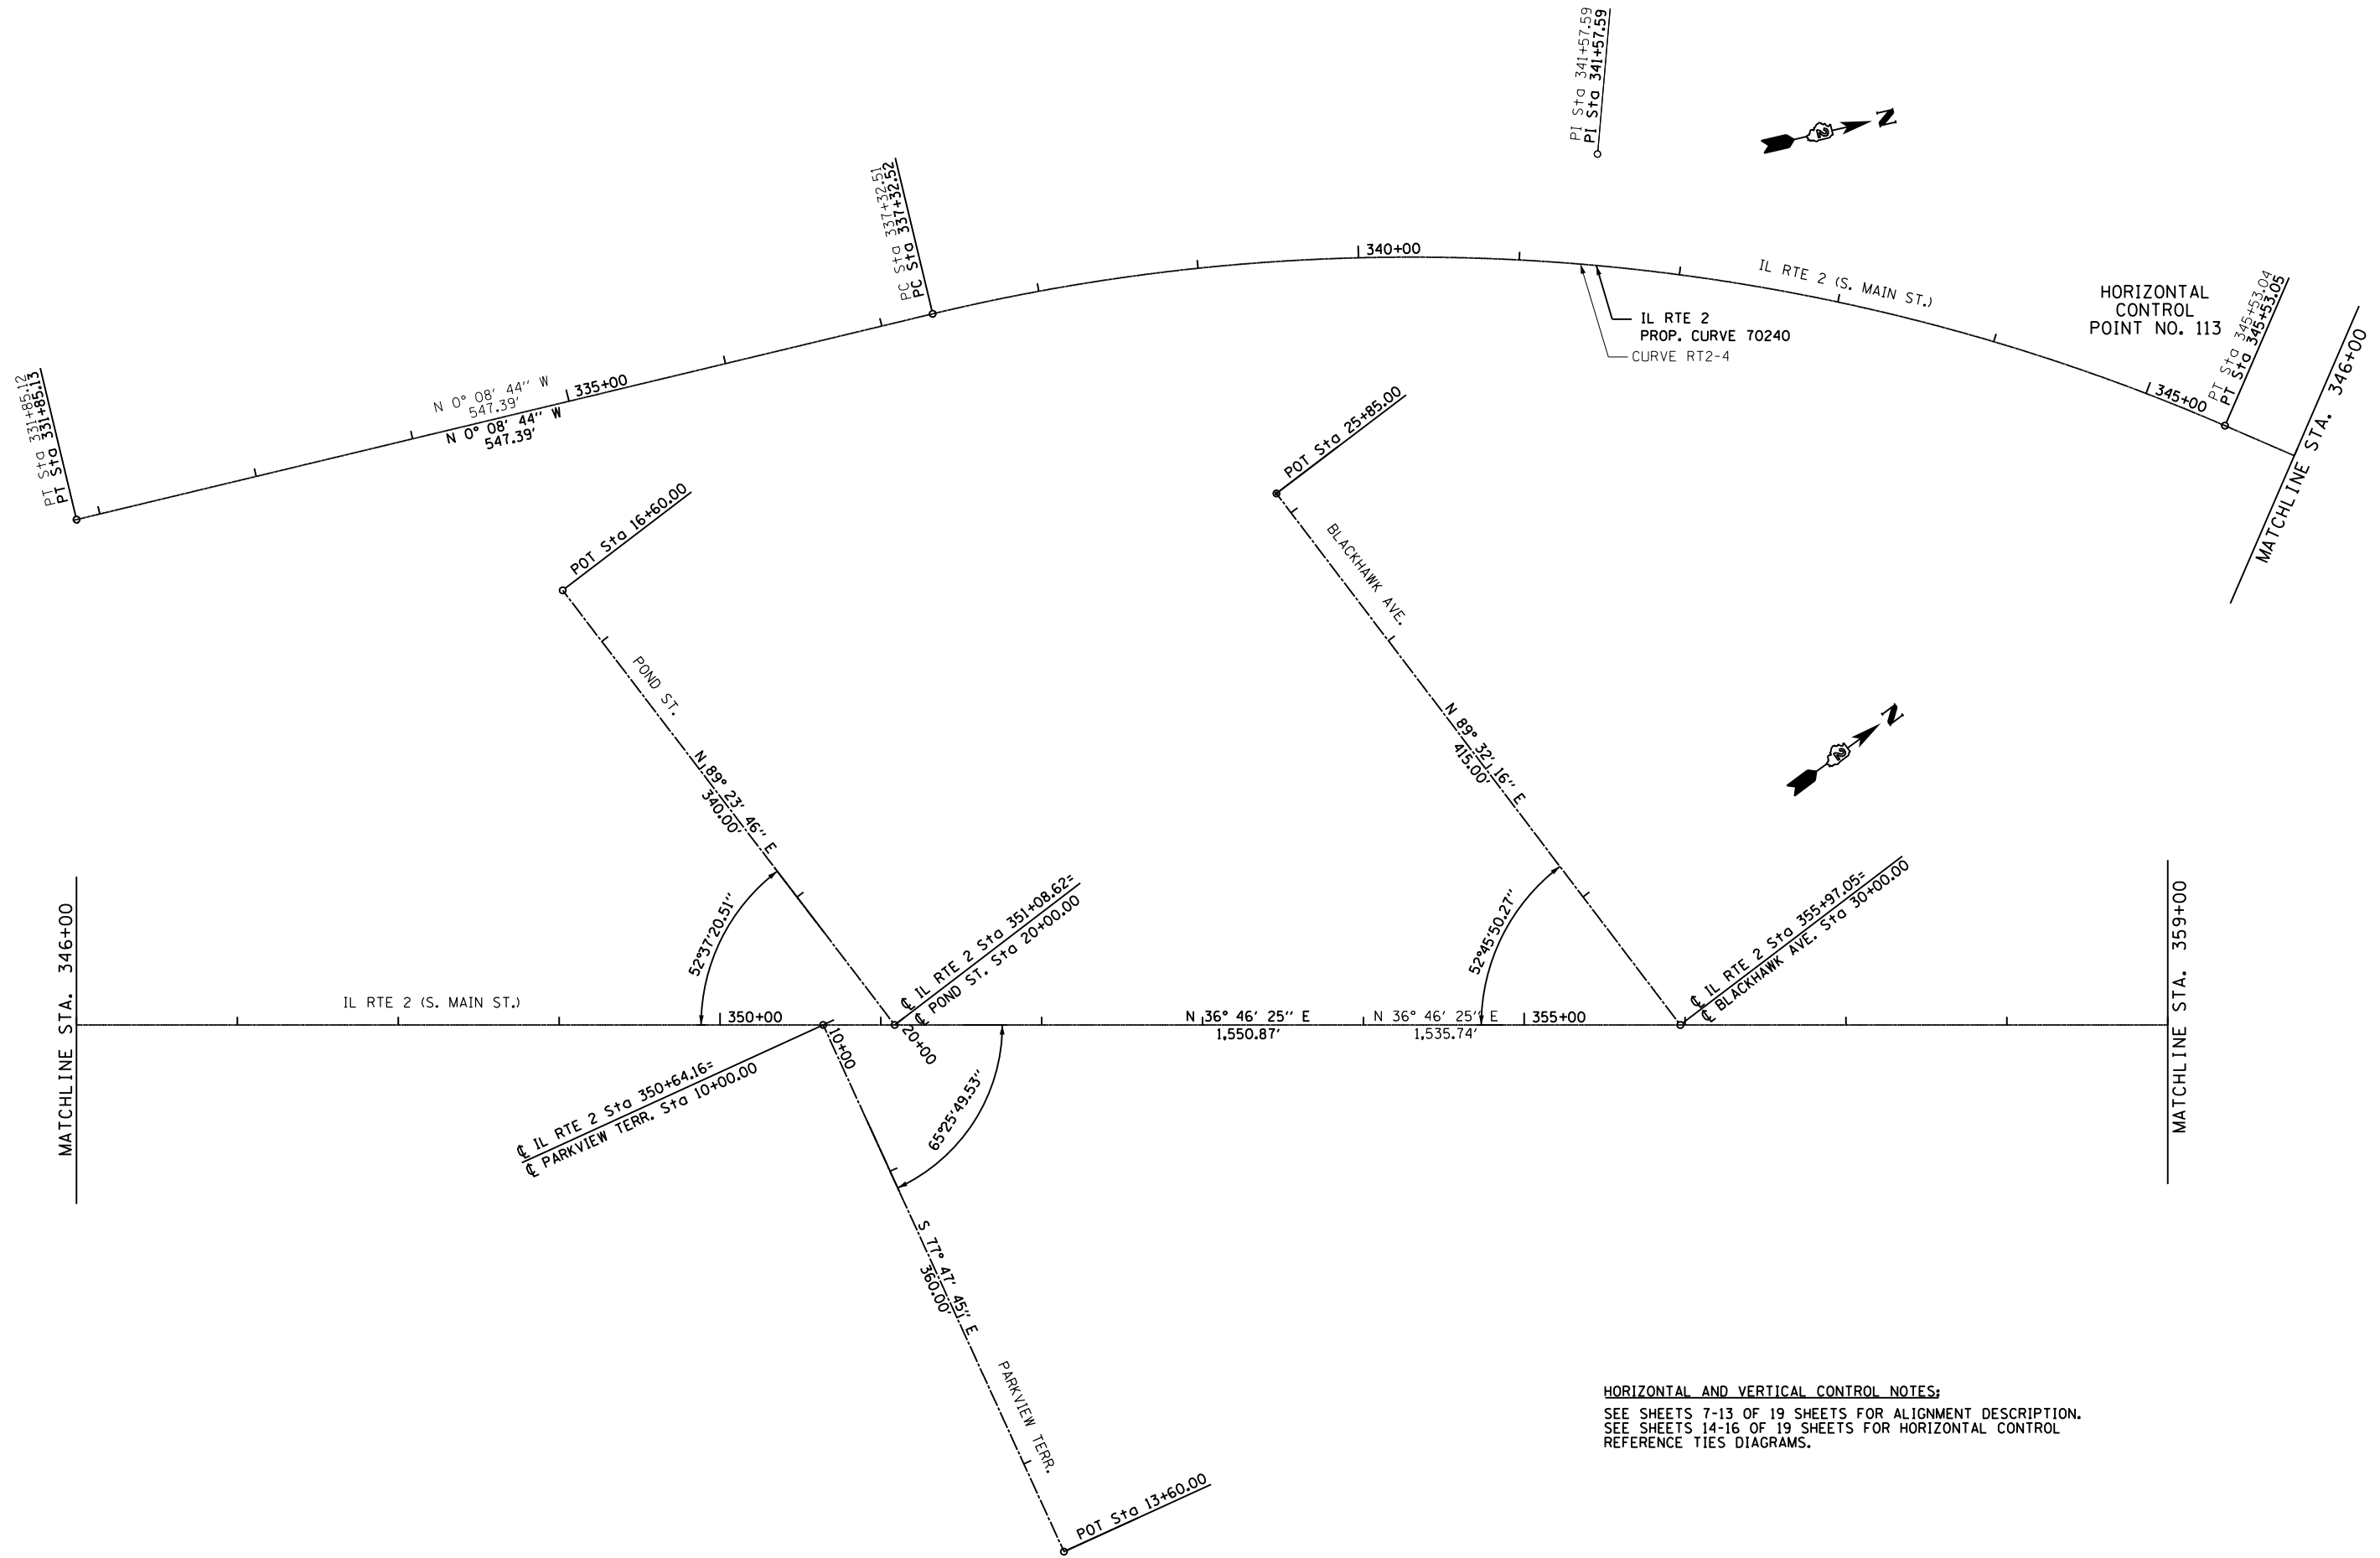 PT Sta 331+85.12
PT Sta 331+85.13
N 0° 08' 44" W
547.39'
N 0° 08' 44" W
547.39'
335+00
PC Sta 337+32.51
PC Sta 337+32.52
340+00
PI Sta 341+57.59
PI Sta 341+57.59
IL RTE 2
PROP. CURVE 70240
CURVE RT2-4
IL RTE 2 (S. MAIN ST.)
2
N
HORIZONTAL
CONTROL
POINT NO. 113
345+00
PT Sta 345+53.04
PT Sta 345+53.05
MATCHLINE STA. 346+00
POT Sta 16+60.00
POND ST.
N 89° 23' 46" E
340.00'
52°37'20.51"
POT Sta 25+85.00
BLACKHAWK AVE.
N 89° 32' 16" E
415.00'
52°45'50.27"
2
N
MATCHLINE STA. 346+00
IL RTE 2 (S. MAIN ST.)
350+00
℄ IL RTE 2 Sta 351+08.62=
℄ POND ST. Sta 20+00.00
10+00
20+00
N 36° 46' 25" E
1,550.87'
N 36° 46' 25" E
1,535.74'
355+00
℄ IL RTE 2 Sta 355+97.05=
℄ BLACKHAWK AVE. Sta 30+00.00
MATCHLINE STA. 359+00
℄ IL RTE 2 Sta 350+64.16=
℄ PARKVIEW TERR. Sta 10+00.00
65°25'49.53"
S 77° 47' 45" E
360.00'
PARKVIEW TERR.
POT Sta 13+60.00
HORIZONTAL AND VERTICAL CONTROL NOTES:
SEE SHEETS 7-13 OF 19 SHEETS FOR ALIGNMENT DESCRIPTION.
SEE SHEETS 14-16 OF 19 SHEETS FOR HORIZONTAL CONTROL
REFERENCE TIES DIAGRAMS.